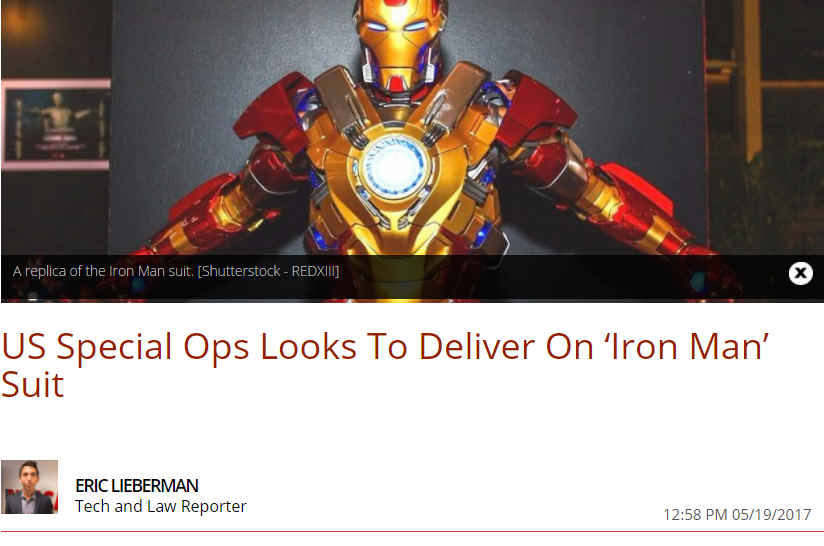 A replica of the Iron Man suit. [Shutterstock - REDXIII]
US Special Ops Looks To Deliver On ‘Iron Man’
Suit
ERIC LIEBERMAN
Tech and Law Reporter
12:58 PM 05/19/2017